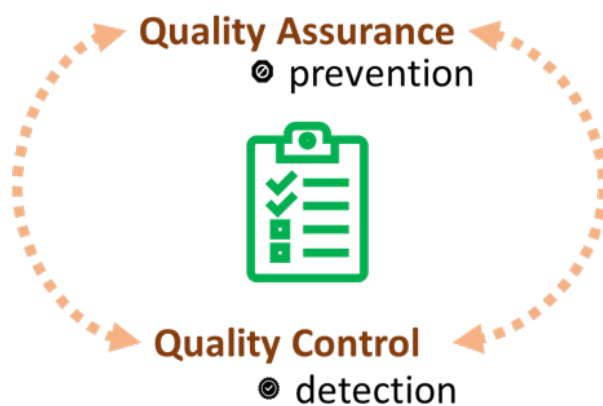 Quality Assurance
prevention
Quality Control
detection